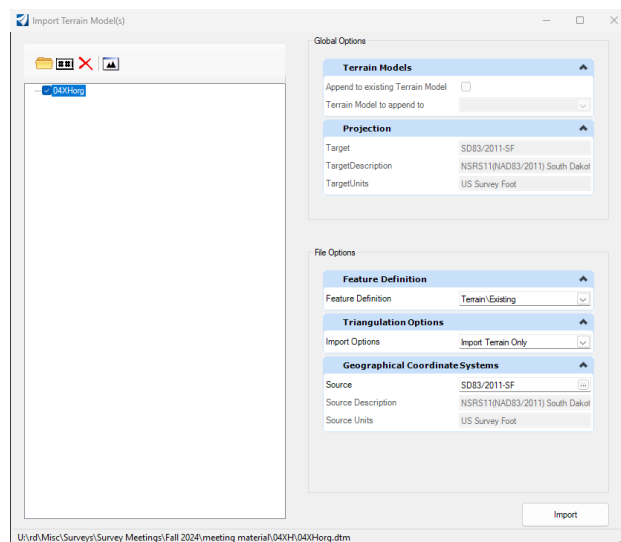 Import Terrain Model(s)
Global Options
Terrain Models
Append to existing Terrain Model
Terrain Model to append to
Projection
Target SD83/2011-SF
TargetDescription NSRS11(NAD83/2011) South Dakot
TargetUnits US Survey Foot
04XHorg
File Options
Feature Definition
Feature Definition Terrain\Existing
Triangulation Options
Import Options Import Terrain Only
Geographical Coordinate Systems
Source SD83/2011-SF ...
Source Description NSRS11(NAD83/2011) South Dakot
Source Units US Survey Foot
Import
U:\rd\Misc\Surveys\Survey Meetings\Fall 2024\meeting material\04XH\04XHorg.dtm